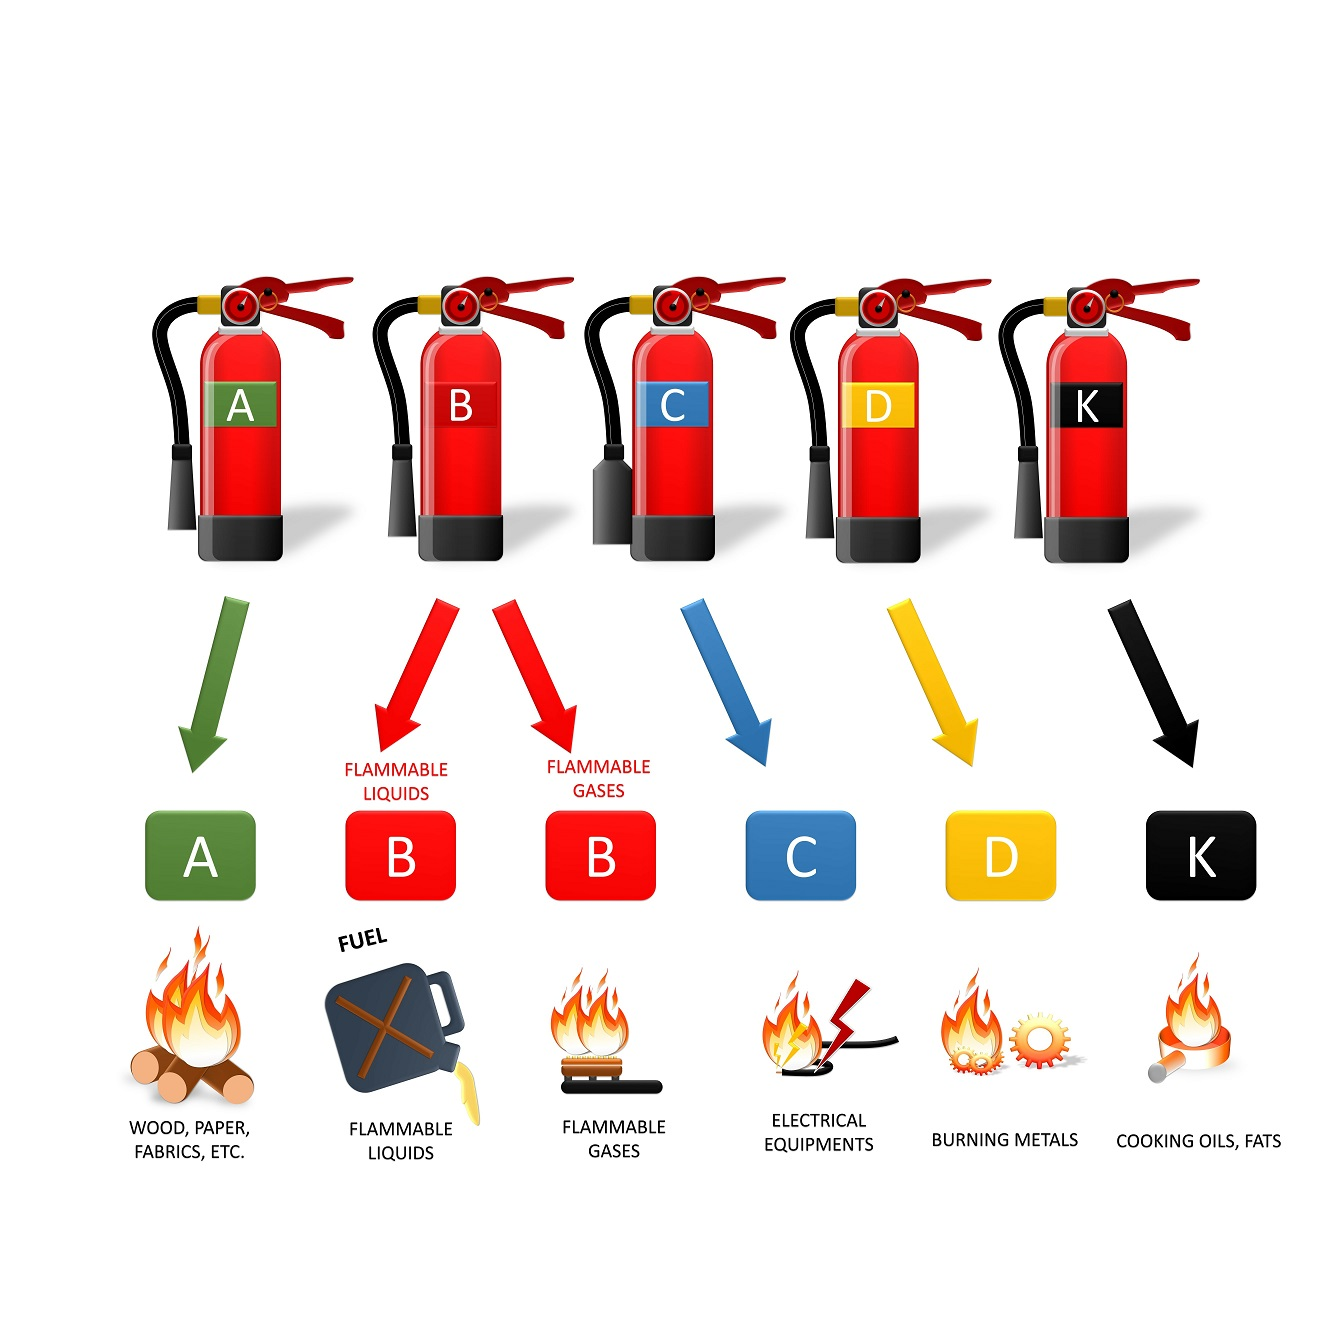 A
B
C
D
K
FLAMMABLE
LIQUIDS
FLAMMABLE
GASES
A
B
B
C
D
K
FUEL
WOOD, PAPER,
FABRICS, ETC.
FLAMMABLE
LIQUIDS
FLAMMABLE
GASES
ELECTRICAL
EQUIPMENTS
BURNING METALS
COOKING OILS, FATS